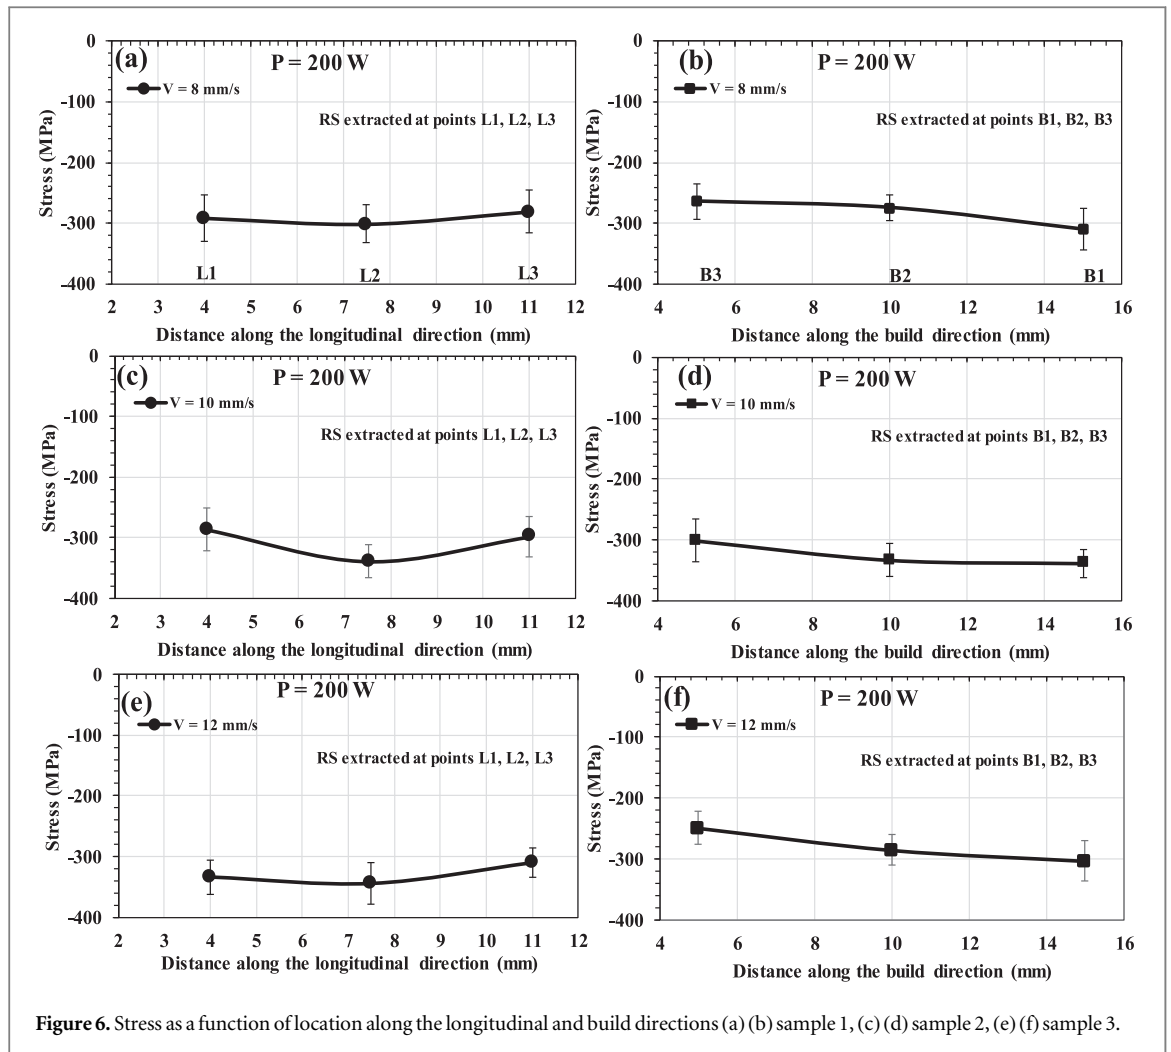 (a)
P = 200 W
V = 8 mm/s
RS extracted at points L1, L2, L3
Stress (MPa)
0
-100
-200
-300
-400
L1
L2
L3
2 3 4 5 6 7 8 9 10 11 12
Distance along the longitudinal direction (mm)
(b)
P = 200 W
V = 8 mm/s
RS extracted at points B1, B2, B3
Stress (MPa)
0
-100
-200
-300
-400
B3
B2
B1
4 6 8 10 12 14 16
Distance along the build direction (mm)
(c)
P = 200 W
V = 10 mm/s
RS extracted at points L1, L2, L3
Stress (MPa)
0
-100
-200
-300
-400
2 3 4 5 6 7 8 9 10 11 12
Distance along the longitudinal direction (mm)
(d)
P = 200 W
V = 10 mm/s
RS extracted at points B1, B2, B3
Stress (MPa)
0
-100
-200
-300
-400
4 6 8 10 12 14 16
Distance along the build direction (mm)
(e)
P = 200 W
V = 12 mm/s
RS extracted at points L1, L2, L3
Stress (MPa)
0
-100
-200
-300
-400
2 3 4 5 6 7 8 9 10 11 12
Distance along the longitudinal direction (mm)
(f)
P = 200 W
V = 12 mm/s
RS extracted at points B1, B2, B3
Stress (MPa)
0
-100
-200
-300
-400
4 6 8 10 12 14 16
Distance along the build direction (mm)
Figure 6. Stress as a function of location along the longitudinal and build directions (a) (b) sample 1, (c) (d) sample 2, (e) (f) sample 3.